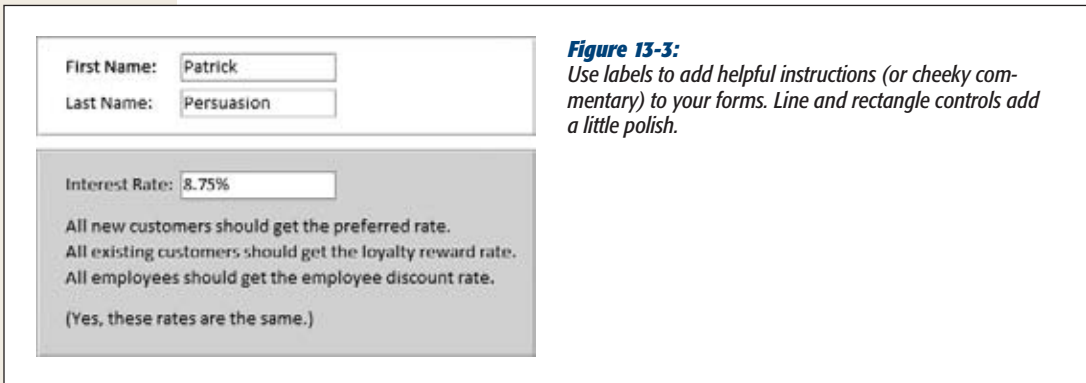 First Name: Patrick
Last Name: Persuasion
Interest Rate: 8.75%
All new customers should get the preferred rate.
All existing customers should get the loyalty reward rate.
All employees should get the employee discount rate.
(Yes, these rates are the same.)
Figure 13-3:
Use labels to add helpful instructions (or cheeky com-
mentary) to your forms. Line and rectangle controls add
a little polish.